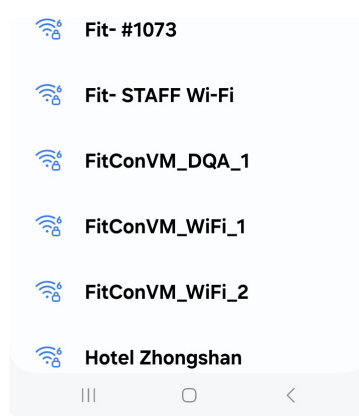 Fit- #1073
Fit- STAFF Wi-Fi
FitConVM_DQA_1
FitConVM_WiFi_1
FitConVM_WiFi_2
Hotel Zhongshan